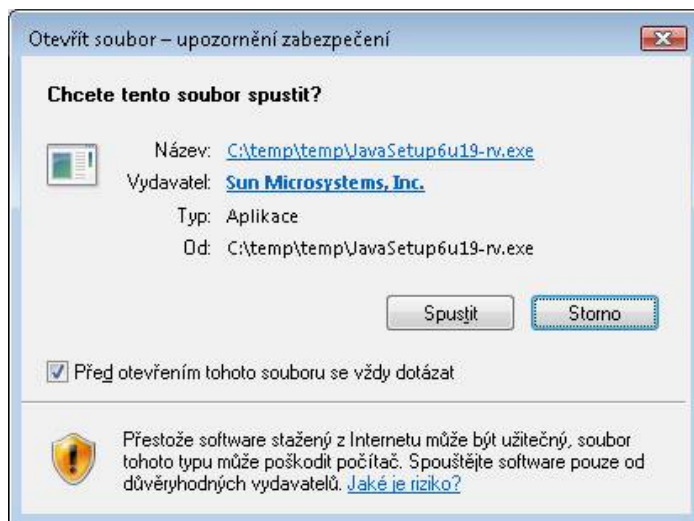 Otevřít soubor – upozornění zabezpečení
Chcete tento soubor spustit?
Název: C:\temp\temp\JavaSetup6u19-rv.exe
Vydavatel: Sun Microsystems, Inc.
Typ: Aplikace
Od: C:\temp\temp\JavaSetup6u19-rv.exe
Spustit Storno
Před otevřením tohoto souboru se vždy dotázat
Přestože software stažený z Internetu může být užitečný, soubor
tohoto typu může poškodit počítač. Spouštějte software pouze od
důvěryhodných vydavatelů. Jaké je riziko?